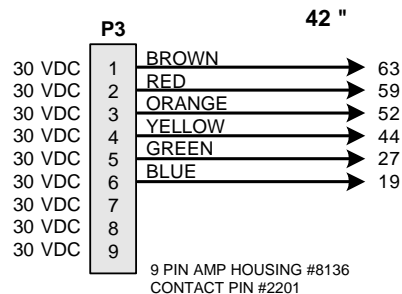 42 "
P3
30 VDC 1 BROWN 63
30 VDC 2 RED 59
30 VDC 3 ORANGE 52
30 VDC 4 YELLOW 44
30 VDC 5 GREEN 27
30 VDC 6 BLUE 19
30 VDC 7
30 VDC 8
30 VDC 9
9 PIN AMP HOUSING #8136
CONTACT PIN #2201